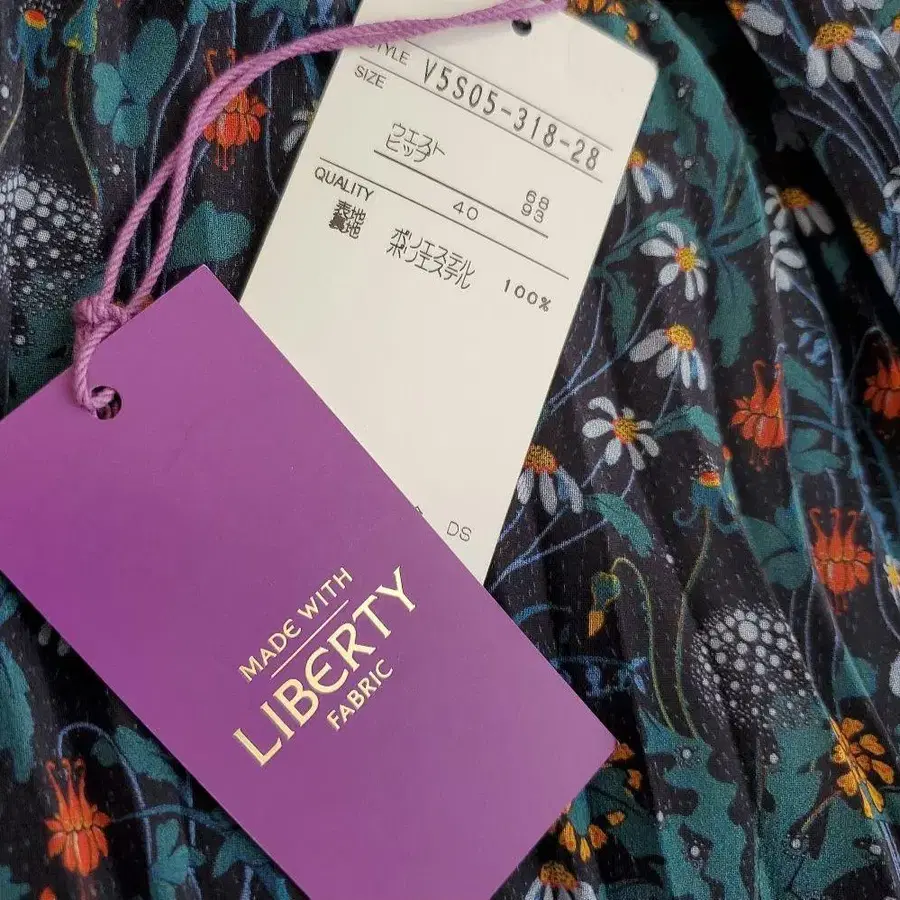 STYLE V5S05-318-28
SIZE
ウエスト 68
ヒップ 93
40
QUALITY
表地 ポリエステル
裏地 ポリエステル 100%
DS
MADE WITH
LIBERTY
FABRIC